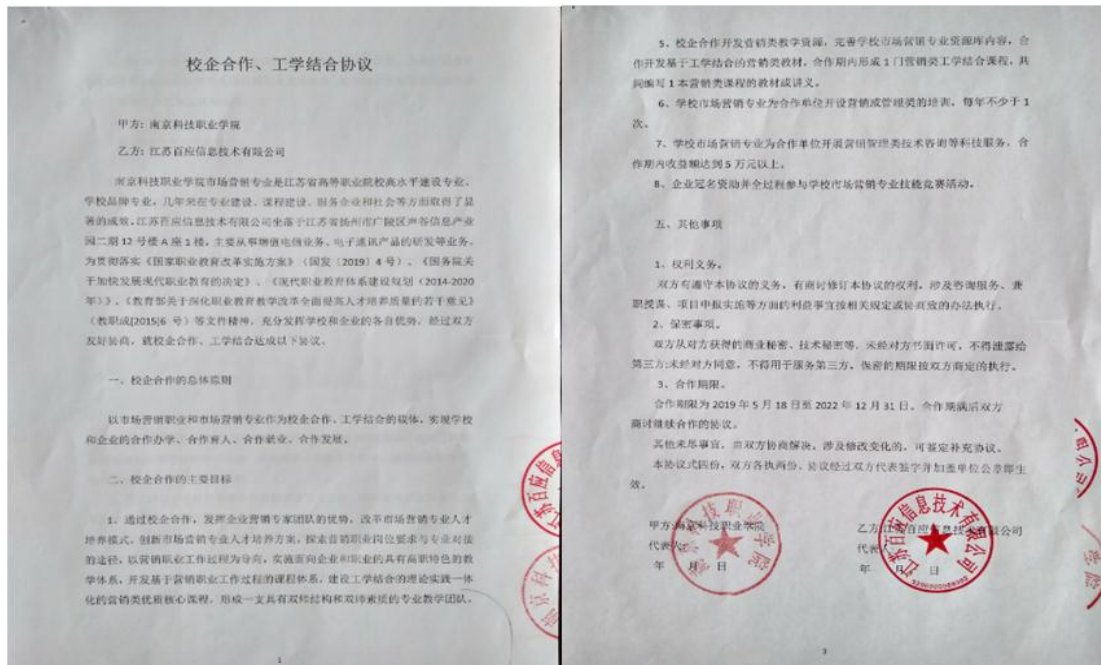 校企合作、工学结合协议
甲方: 南京科技职业学院
乙方: 江苏百应信息技术有限公司
南京科技职业学院市场营销专业是江苏省高等职业院校高水平建设专业、
学校品牌专业，几年来在专业建设、课程建设、服务企业和社会等方面取得了显
著的成效。江苏百应信息技术有限公司坐落于江苏省扬州市广陵区声谷信息产业
园二期 12 号楼 A 座 1 楼，主要从事增值电信业务、电子通讯产品的研发等业务。
为贯彻落实《国家职业教育改革实施方案》（国发〔2019〕4 号）、《国务院关
于加快发展现代职业教育的决定》、《现代职业教育体系建设规划（2014-2020
年）》、《教育部关于深化职业教育教学改革全面提高人才培养质量的若干意见》
（教职成[2015]6 号）等文件精神，充分发挥学校和企业的各自优势，经过双方
友好协商，就校企合作、工学结合达成以下协议。
一、校企合作的总体原则
以市场营销职业和市场营销专业作为校企合作、工学结合的载体，实现学校
和企业的合作办学、合作育人、合作就业、合作发展。
二、校企合作的主要目标
1、通过校企合作，发挥企业营销专家团队的优势，改革市场营销专业人才
培养模式，创新市场营销专业人才培养方案，探索营销职业岗位要求与专业对接
的途径，以营销职业工作过程为导向，实施面向企业和职业的具有高职特色的教
学体系，开发基于营销职业工作过程的课程体系，建设工学结合的理论实践一体
化的营销类优质核心课程，形成一支具有双师结构和双师素质的专业教学团队。
1
5、校企合作开发营销类教学资源，完善学校市场营销专业资源库内容，合
作开发基于工学结合的营销类教材，合作期内形成 1 门营销类工学结合课程，共
同编写 1 本营销类课程的教材或讲义。
6、学校市场营销专业为合作单位开设营销或管理类的培训，每年不少于 1
次。
7、学校市场营销专业为合作单位开展营销管理类技术咨询等科技服务，合
作期内收益额达到 5 万元以上。
8、企业冠名资助并全过程参与学校市场营销专业技能竞赛活动。
五、其他事项
1、权利义务。
双方有遵守本协议的义务，有商讨修订本协议的权利，涉及咨询服务、兼
职授课、项目申报实施等方面的利益事宜按相关规定或协商致的办法执行。
2、保密事项。
双方从对方获得的商业秘密、技术秘密等，未经对方书面许可，不得泄露给
第三方;未经对方同意，不得用于服务第三方，保密的期限按双方商定的执行。
3、合作期限。
合作期限为 2019 年 5 月 18 日至 2022 年 12 月 31 日。合作期满后双方
商讨继续合作的协议。
其他未尽事宜，由双方协商解决，涉及修改变化的，可签定补充协议。
本协议式四份，双方各执两份，协议经过双方代表签字并加盖单位公章即生
效。
甲方:南京科技职业学院
代表人:
年 月 日
乙方:江苏百应信息技术有限公司
代表人:
年 月 日
3